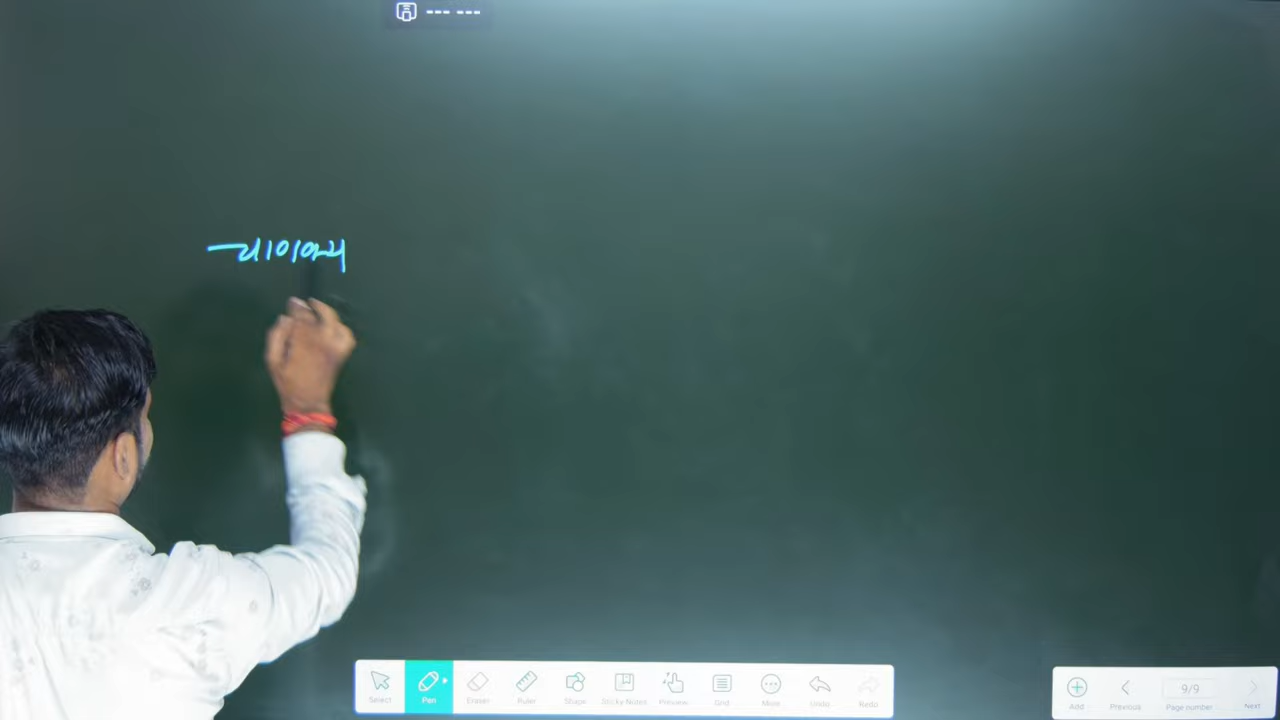 --- ---
न्यायालय
Select Pen Eraser Ruler Shape Sticky Notes Preview Grid More Undo Redo
9/9
Add Previous Page number Next